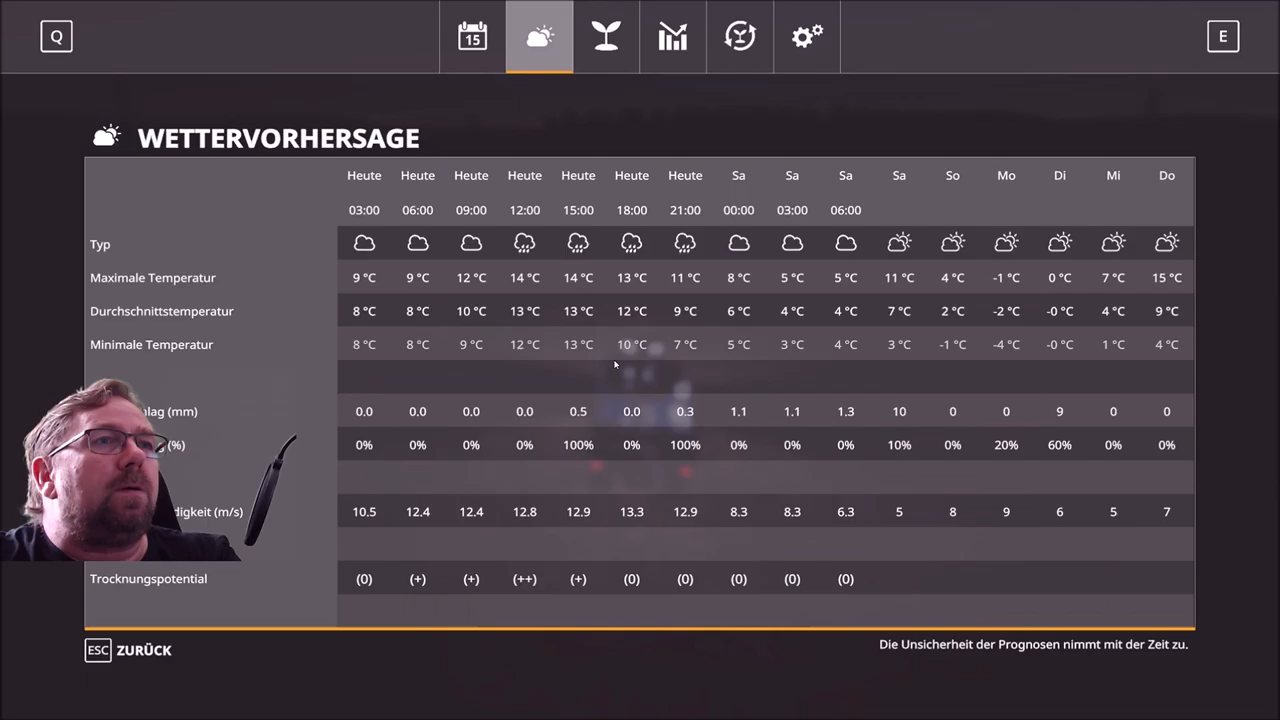 Q
15
E
WETTERVORHERSAGE
Heute Heute Heute Heute Heute Heute Heute Sa Sa Sa Sa So Mo Di Mi Do
03:00 06:00 09:00 12:00 15:00 18:00 21:00 00:00 03:00 06:00
Typ
Maximale Temperatur 9 °C 9 °C 12 °C 14 °C 14 °C 13 °C 11 °C 8 °C 5 °C 5 °C 11 °C 4 °C -1 °C 0 °C 7 °C 15 °C
Durchschnittstemperatur 8 °C 8 °C 10 °C 13 °C 13 °C 12 °C 9 °C 6 °C 4 °C 4 °C 7 °C 2 °C -2 °C -0 °C 4 °C 9 °C
Minimale Temperatur 8 °C 8 °C 9 °C 12 °C 13 °C 10 °C 7 °C 5 °C 3 °C 4 °C 3 °C -1 °C -4 °C -0 °C 1 °C 4 °C
lag (mm) 0.0 0.0 0.0 0.0 0.5 0.0 0.3 1.1 1.1 1.3 10 0 0 9 0 0
(%) 0% 0% 0% 0% 100% 0% 100% 0% 0% 0% 10% 0% 20% 60% 0% 0%
digkeit (m/s) 10.5 12.4 12.4 12.8 12.9 13.3 12.9 8.3 8.3 6.3 5 8 9 6 5 7
Trocknungspotential (0) (+) (+) (++) (+) (0) (0) (0) (0) (0)
ESC ZURÜCK
Die Unsicherheit der Prognosen nimmt mit der Zeit zu.